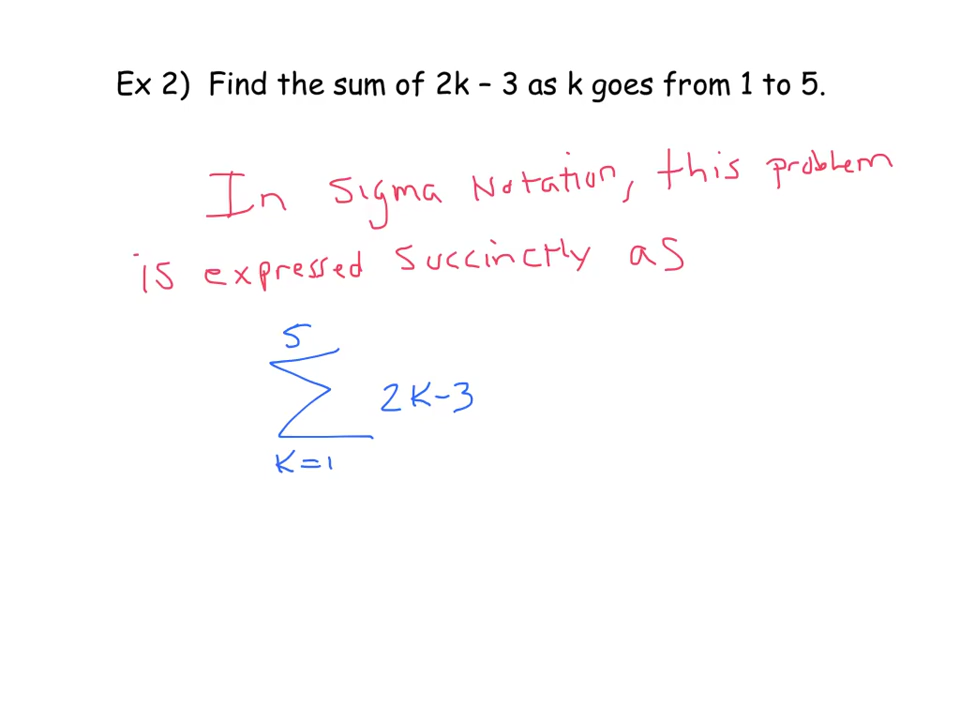 Ex 2) Find the sum of 2k – 3 as k goes from 1 to 5.
In Sigma Notation, this problem
is expressed succinctly as
5
∑ 2K-3
K=1